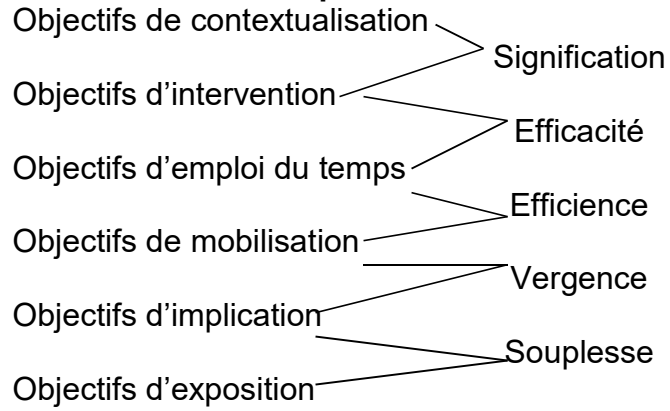 Objectifs de contextualisation
Signification
Objectifs d’intervention
Efficacité
Objectifs d’emploi du temps
Efficience
Objectifs de mobilisation
Vergence
Objectifs d’implication
Souplesse
Objectifs d’exposition